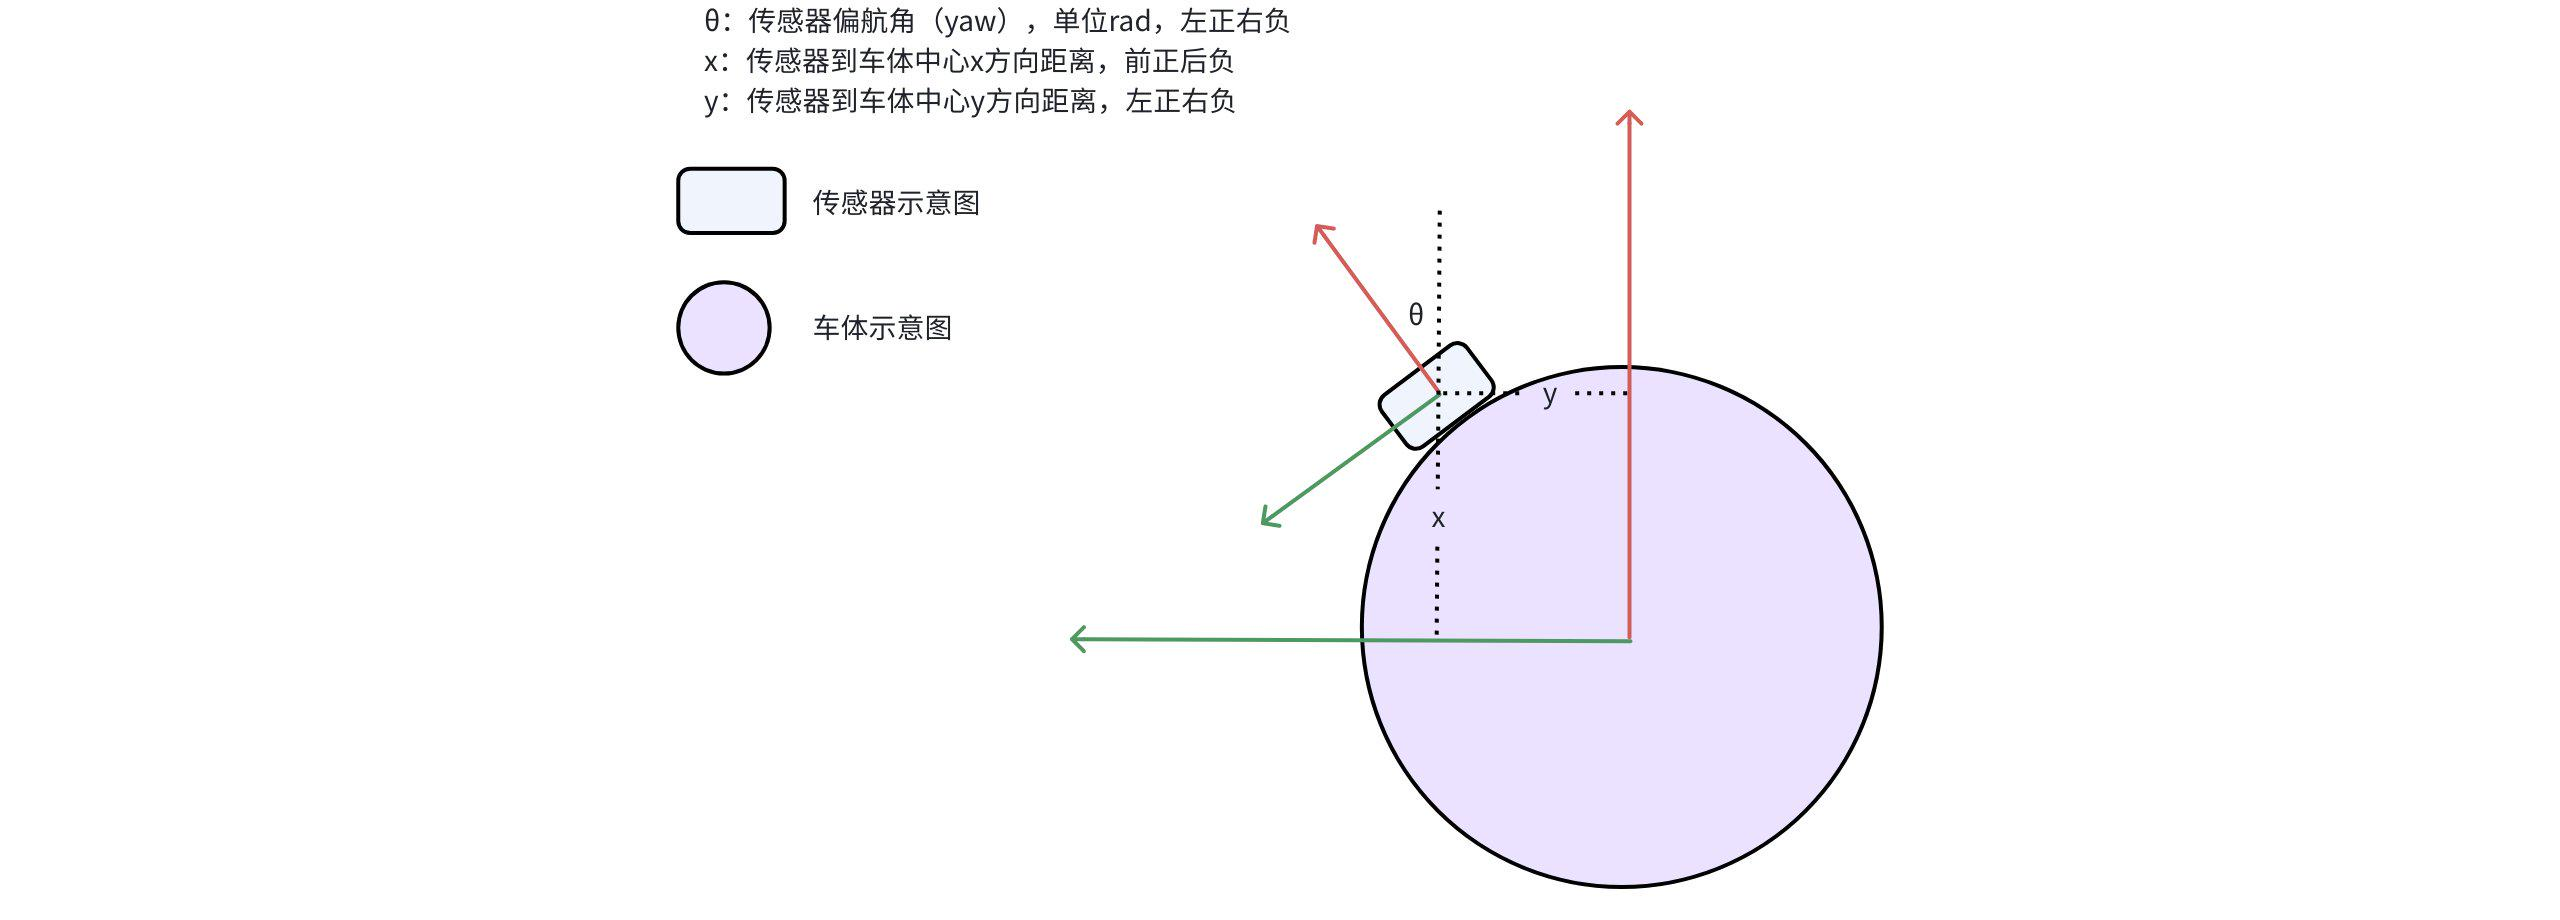 θ：传感器偏航角（yaw），单位rad，左正右负
x：传感器到车体中心x方向距离，前正后负
y：传感器到车体中心y方向距离，左正右负
传感器示意图
车体示意图
θ
y
x